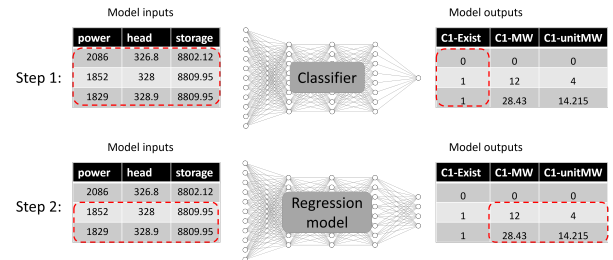 Model inputs
Model outputs
power head storage
C1-Exist C1-MW C1-unitMW
2086 326.8 8802.12
0 0 0
Step 1:
1852 328 8809.95
Classifier
1 12 4
1829 328.9 8809.95
1 28.43 14.215
Model inputs
Model outputs
power head storage
C1-Exist C1-MW C1-unitMW
2086 326.8 8802.12
0 0 0
Step 2:
1852 328 8809.95
Regression
model
1 12 4
1829 328.9 8809.95
1 28.43 14.215